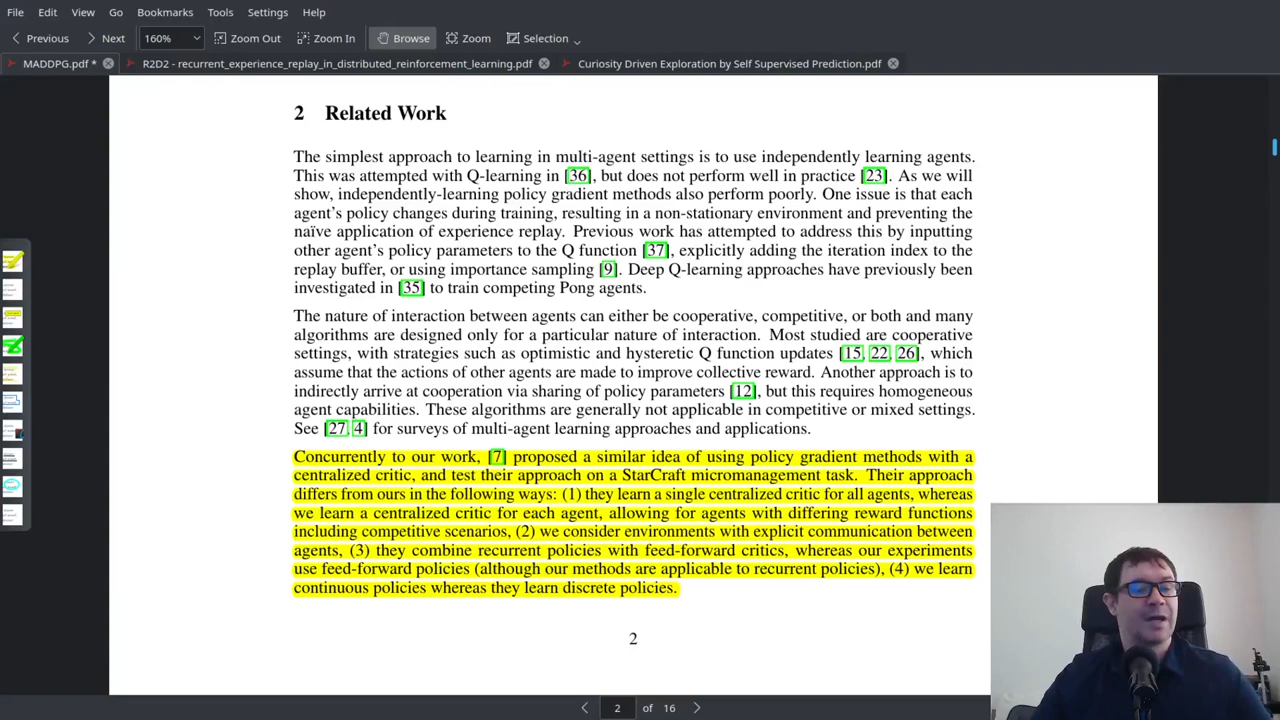 File Edit View Go Bookmarks Tools Settings Help
Previous Next 160% Zoom Out Zoom In Browse Zoom Selection
MADDPG.pdf * R2D2 - recurrent_experience_replay_in_distributed_reinforcement_learning.pdf Curiosity Driven Exploration by Self Supervised Prediction.pdf
2 Related Work
The simplest approach to learning in multi-agent settings is to use independently learning agents.
This was attempted with Q-learning in [36], but does not perform well in practice [23]. As we will
show, independently-learning policy gradient methods also perform poorly. One issue is that each
agent's policy changes during training, resulting in a non-stationary environment and preventing the
naïve application of experience replay. Previous work has attempted to address this by inputting
other agent's policy parameters to the Q function [37], explicitly adding the iteration index to the
replay buffer, or using importance sampling [9]. Deep Q-learning approaches have previously been
investigated in [35] to train competing Pong agents.
The nature of interaction between agents can either be cooperative, competitive, or both and many
algorithms are designed only for a particular nature of interaction. Most studied are cooperative
settings, with strategies such as optimistic and hysteretic Q function updates [15, 22, 26], which
assume that the actions of other agents are made to improve collective reward. Another approach is to
indirectly arrive at cooperation via sharing of policy parameters [12], but this requires homogeneous
agent capabilities. These algorithms are generally not applicable in competitive or mixed settings.
See [27, 4] for surveys of multi-agent learning approaches and applications.
Concurrently to our work, [7] proposed a similar idea of using policy gradient methods with a
centralized critic, and test their approach on a StarCraft micromanagement task. Their approach
differs from ours in the following ways: (1) they learn a single centralized critic for all agents, whereas
we learn a centralized critic for each agent, allowing for agents with differing reward functions
including competitive scenarios, (2) we consider environments with explicit communication between
agents, (3) they combine recurrent policies with feed-forward critics, whereas our experiments
use feed-forward policies (although our methods are applicable to recurrent policies), (4) we learn
continuous policies whereas they learn discrete policies.
2
2 of 16